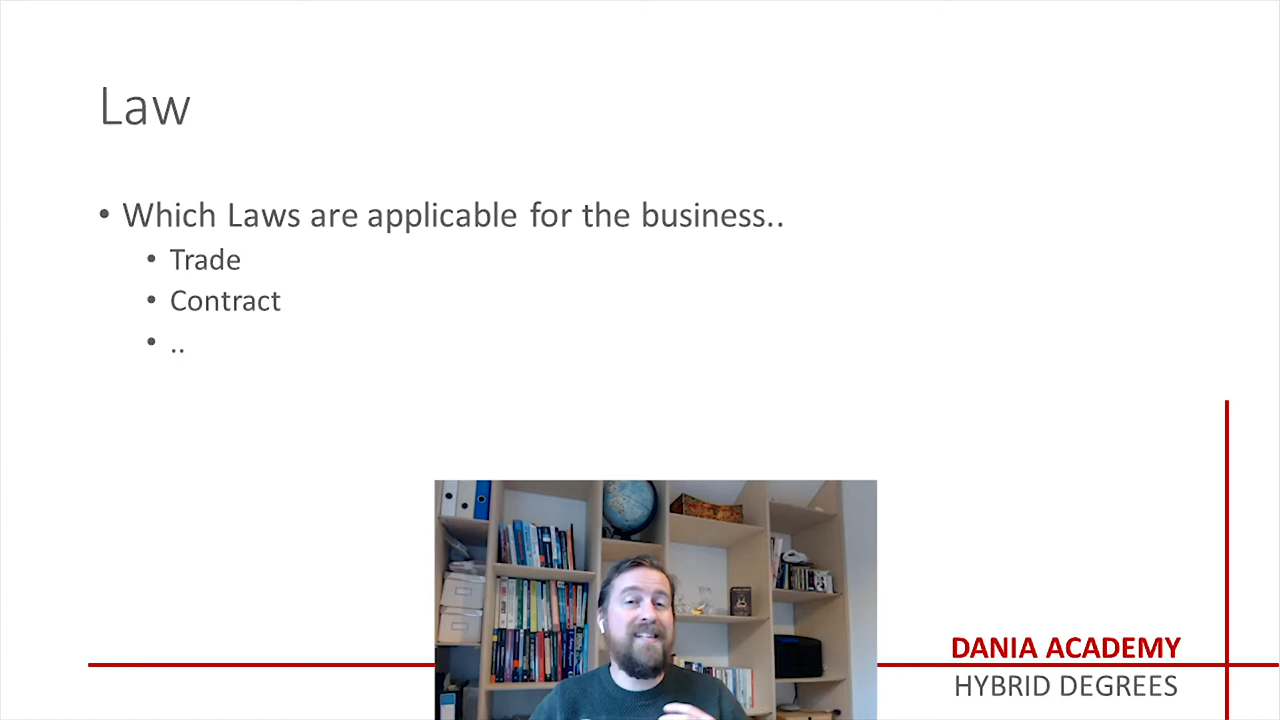 Law
• Which Laws are applicable for the business..
• Trade
• Contract
• ..
DANIA ACADEMY
HYBRID DEGREES